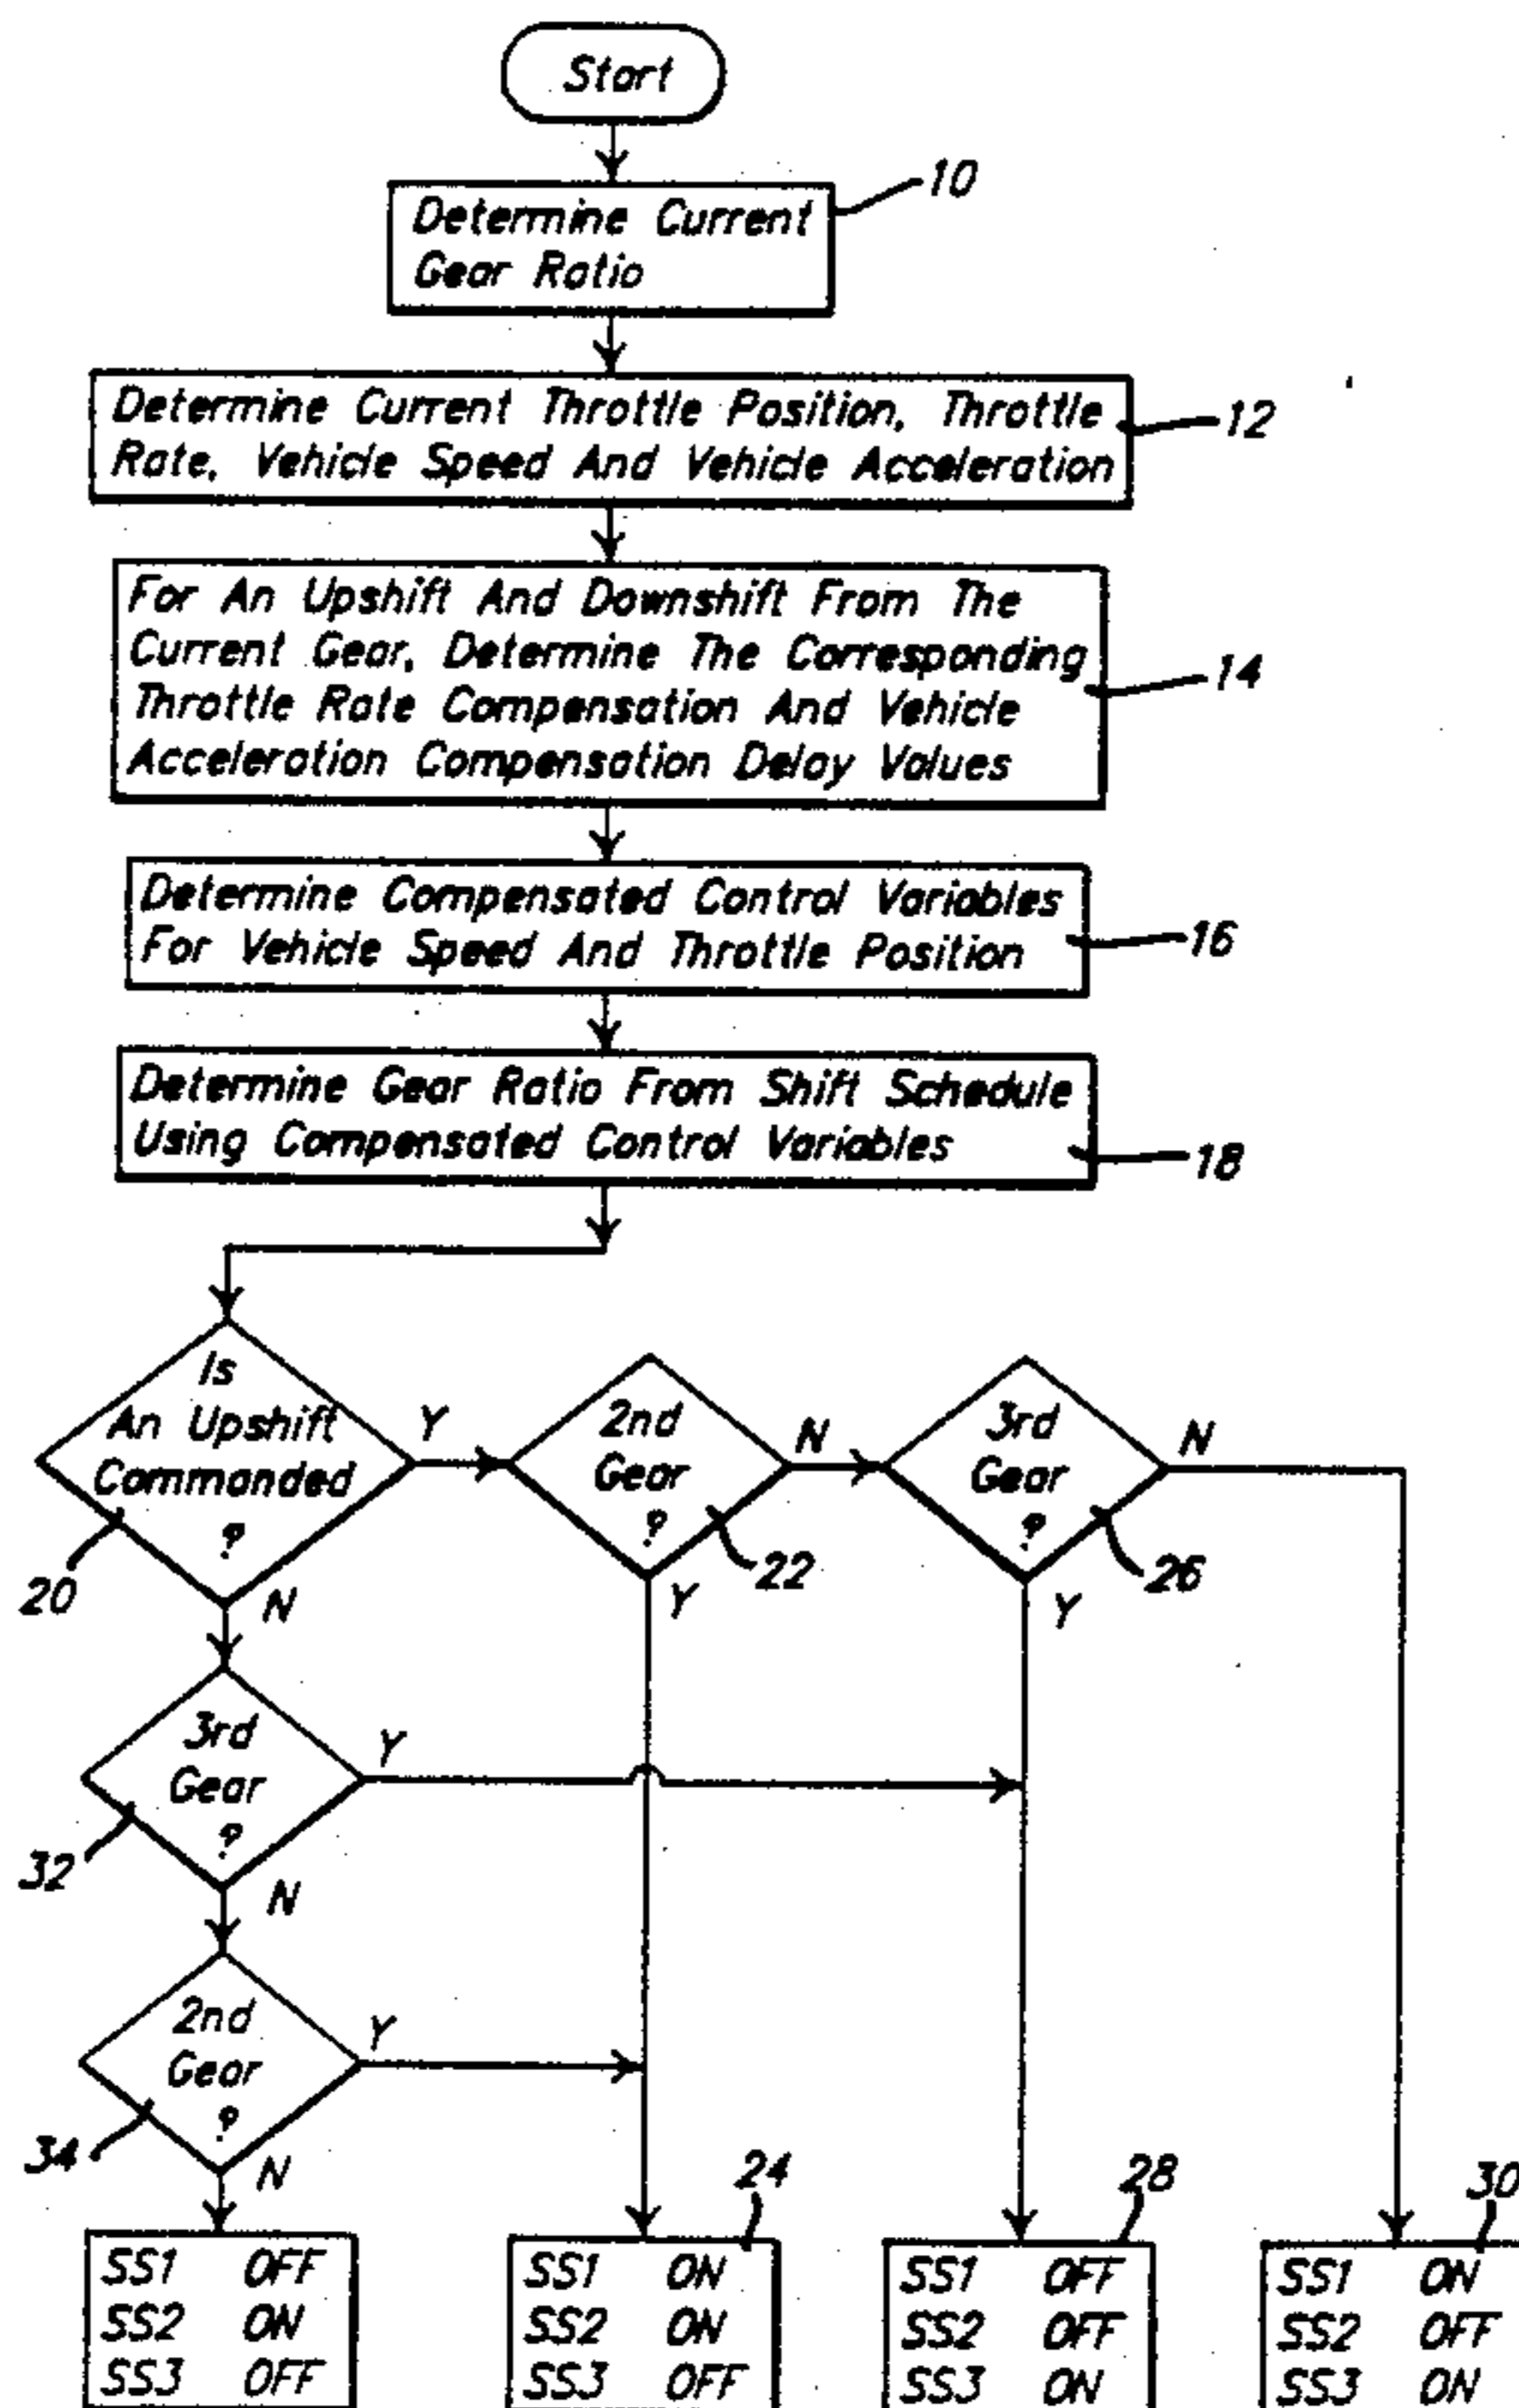 Start
10
Determine Current
Gear Ratio
Determine Current Throttle Position, Throttle
Rate, Vehicle Speed And Vehicle Acceleration
12
For An Upshift And Downshift From The
Current Gear, Determine The Corresponding
Throttle Rate Compensation And Vehicle
Acceleration Compensation Delay Values
14
Determine Compensated Control Variables
For Vehicle Speed And Throttle Position
16
Determine Gear Ratio From Shift Schedule
Using Compensated Control Variables
18
Is
An Upshift
Commanded
?
Y
20
N
2nd
Gear
?
N
22
Y
3rd
Gear
?
N
26
Y
3rd
Gear
?
Y
32
N
2nd
Gear
?
Y
34
N
SS1 OFF
SS2 ON
SS3 OFF
24
SS1 ON
SS2 ON
SS3 OFF
28
SS1 OFF
SS2 OFF
SS3 ON
30
SS1 ON
SS2 OFF
SS3 ON